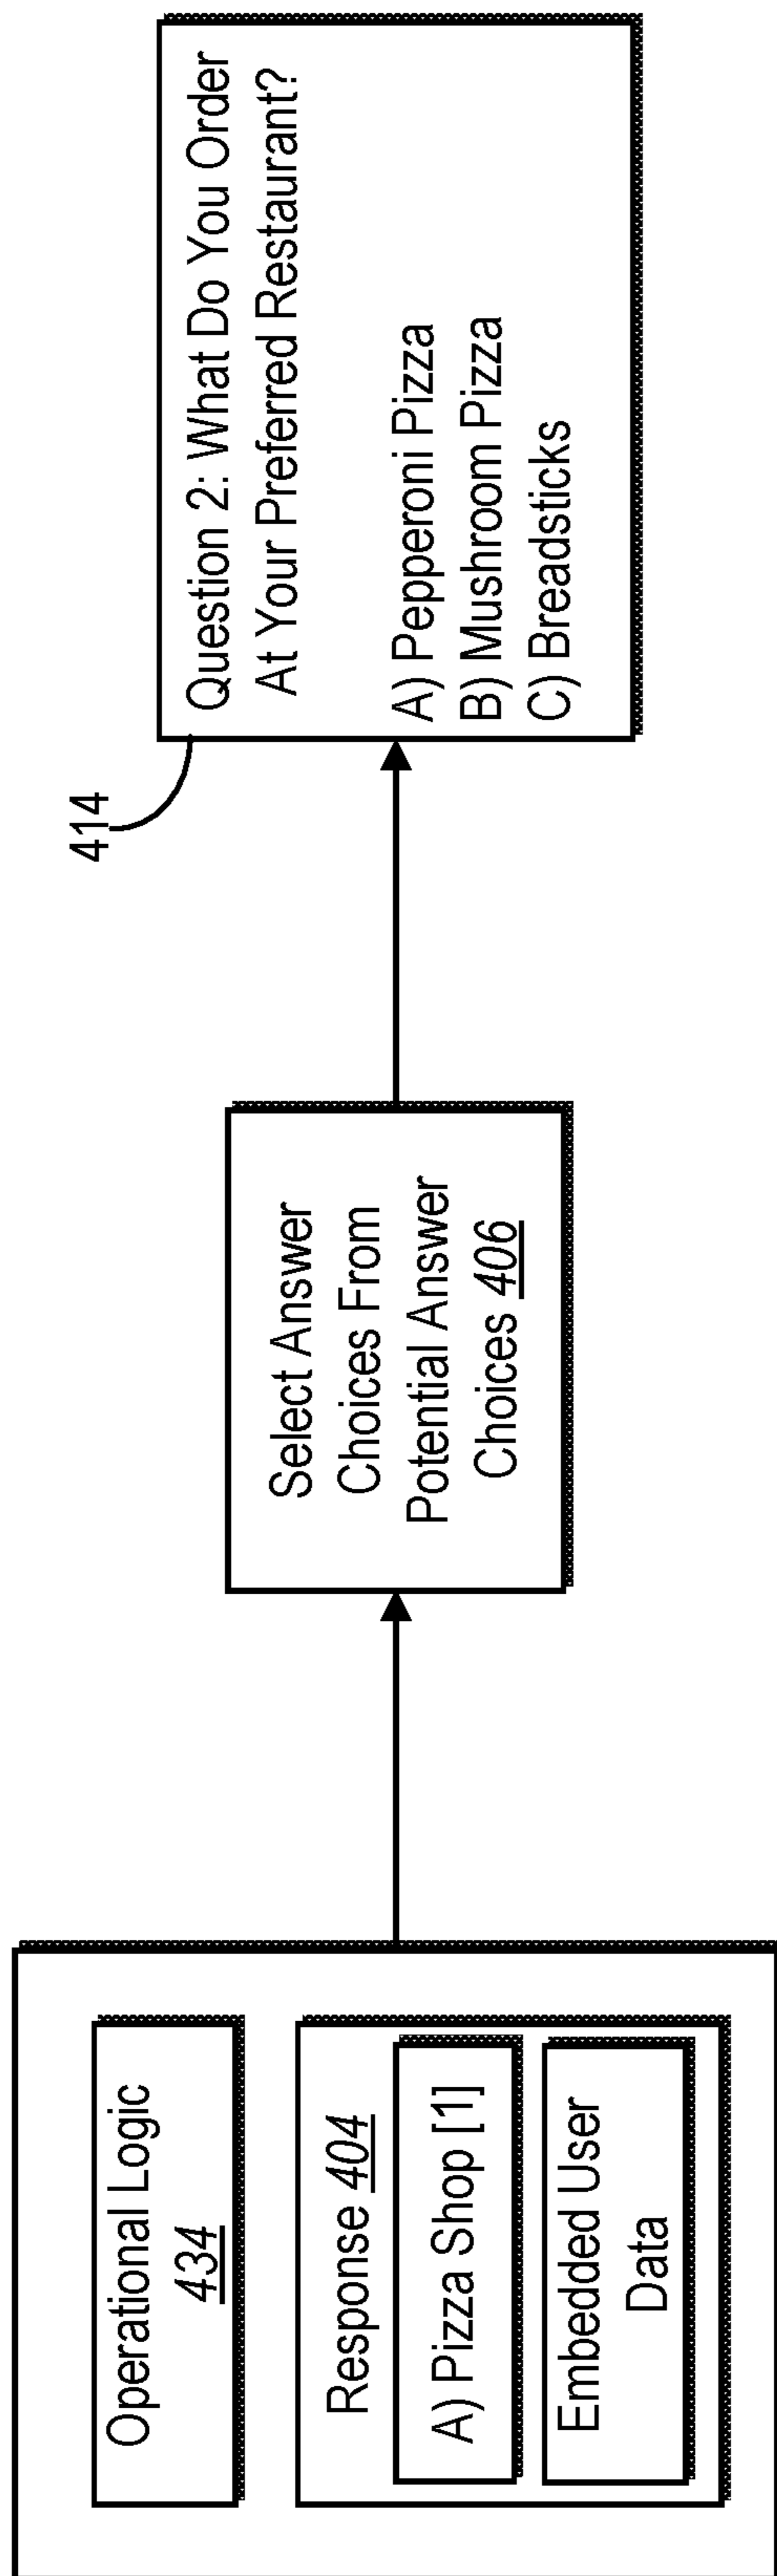 Operational Logic
434
Response 404
A) Pizza Shop [1]
Embedded User
Data
Select Answer
Choices From
Potential Answer
Choices 406
414
Question 2: What Do You Order
At Your Preferred Restaurant?
A) Pepperoni Pizza
B) Mushroom Pizza
C) Breadsticks